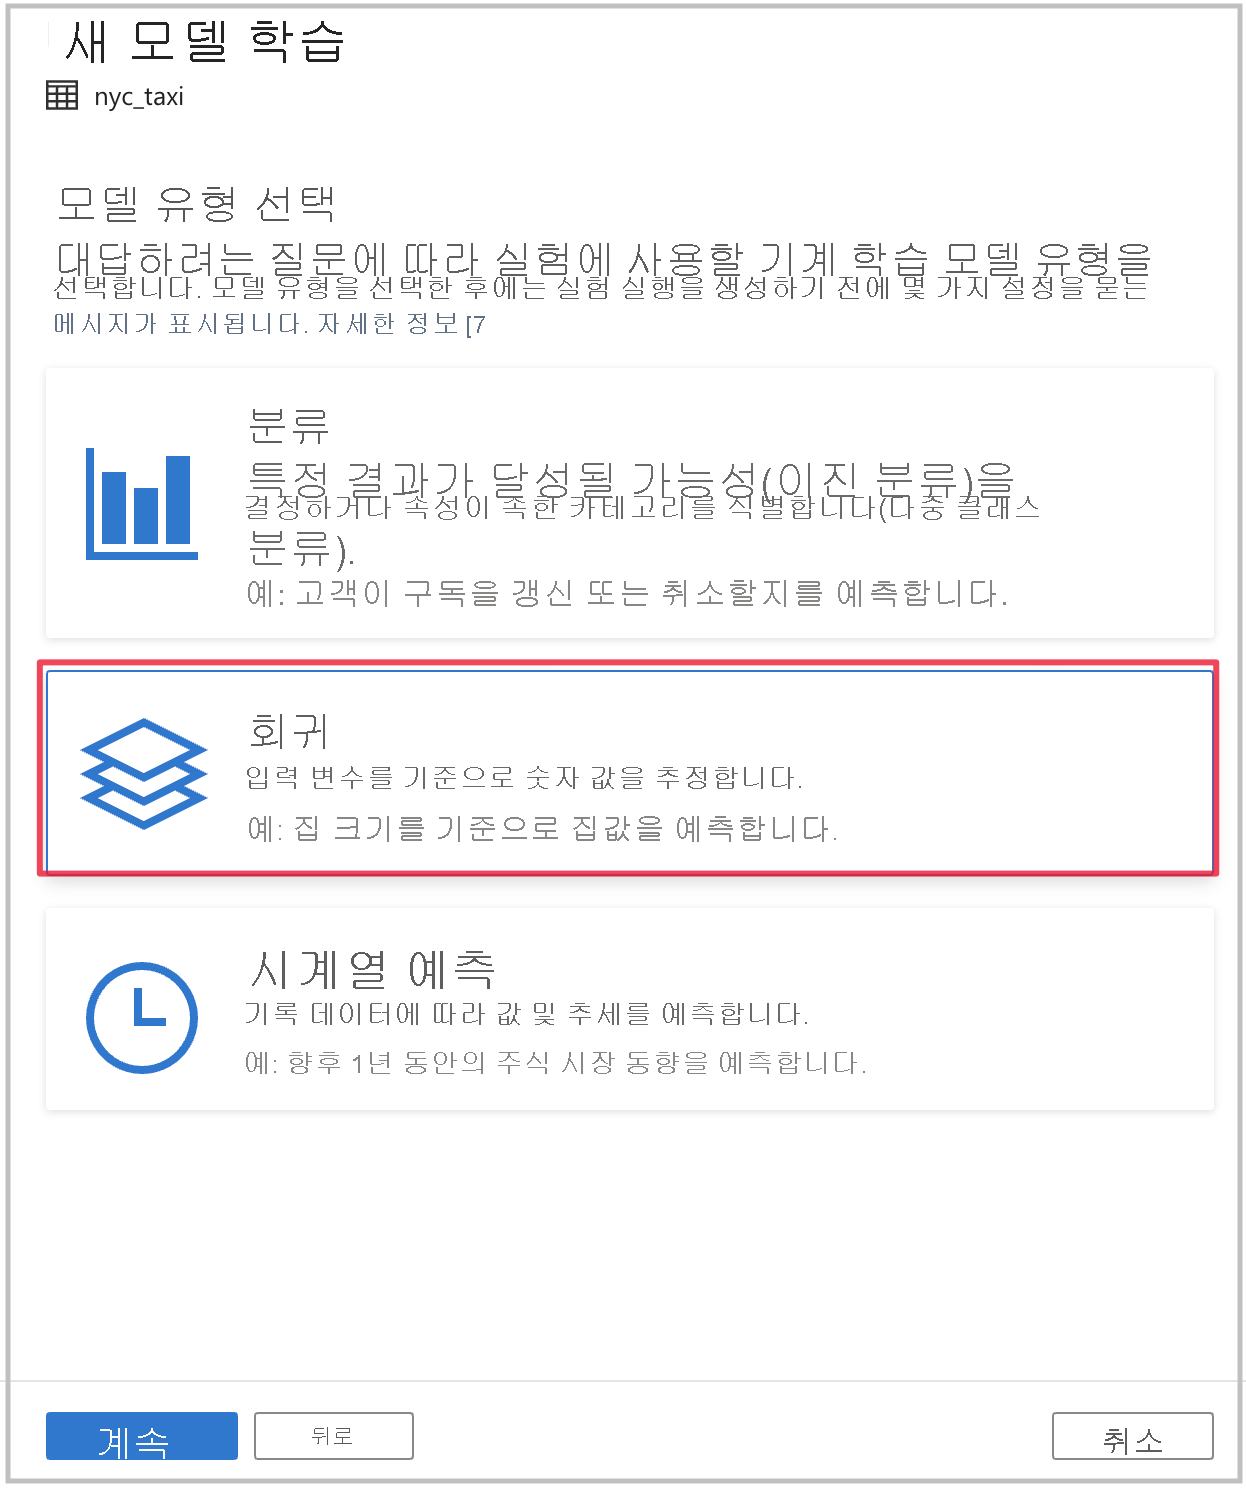 새 모델 학습
nyc_taxi
모델 유형 선택
대답하려는 질문에 따라 실험에 사용할 기계 학습 모델 유형을
선택합니다. 모델 유형을 선택한 후에는 실험 실행을 생성하기 전에 몇 가지 설정을 묻는
메시지가 표시됩니다. 자세한 정보 [7
분류
특정 결과가 달성될 가능성(이진 분류)을
결정하거나 속성이 속한 카테고리를 식별합니다(다중 클래스
분류).
예: 고객이 구독을 갱신 또는 취소할지를 예측합니다.
회귀
입력 변수를 기준으로 숫자 값을 추정합니다.
예: 집 크기를 기준으로 집값을 예측합니다.
시계열 예측
기록 데이터에 따라 값 및 추세를 예측합니다.
예: 향후 1년 동안의 주식 시장 동향을 예측합니다.
계속
뒤로
취소